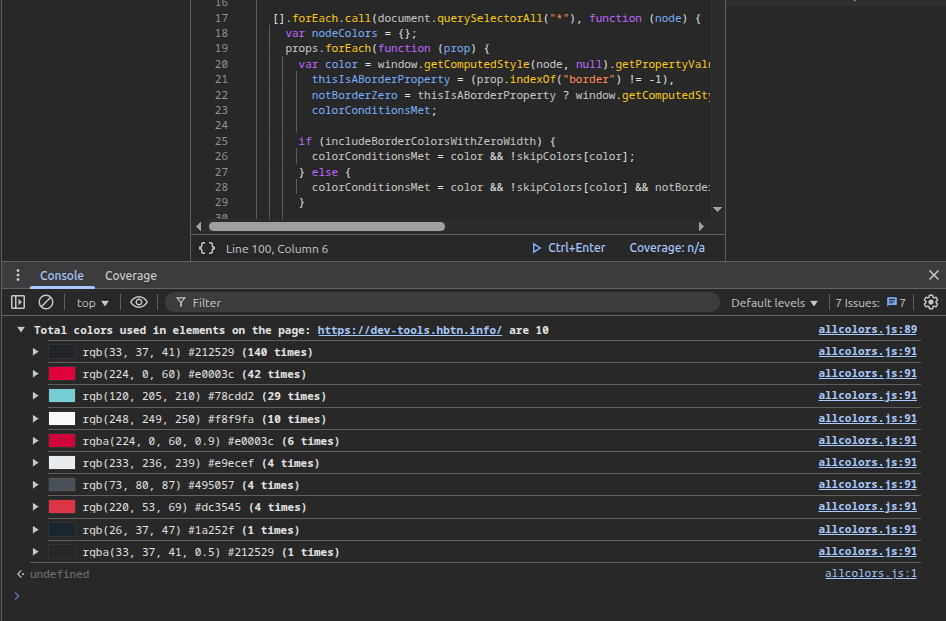 16
17 [].forEach.call(document.querySelectorAll("*"), function (node) {
18 var nodeColors = {};
19 props.forEach(function (prop) {
20 var color = window.getComputedStyle(node, null).getPropertyValu
21 thisIsABorderProperty = (prop.indexOf("border") != -1),
22 notBorderZero = thisIsABorderProperty ? window.getComputedSty
23 colorConditionsMet;
24
25 if (includeBorderColorsWithZeroWidth) {
26 colorConditionsMet = color && !skipColors[color];
27 } else {
28 colorConditionsMet = color && !skipColors[color] && notBorde
29 }
30
{} Line 100, Column 6 Ctrl+Enter Coverage: n/a
Console Coverage
top Filter Default levels 7 Issues: 7
Total colors used in elements on the page: https://dev-tools.hbtn.info/ are 10 allcolors.js:89
rgb(33, 37, 41) #212529 (140 times) allcolors.js:91
rgb(224, 0, 60) #e0003c (42 times) allcolors.js:91
rgb(120, 205, 210) #78cdd2 (29 times) allcolors.js:91
rgb(248, 249, 250) #f8f9fa (10 times) allcolors.js:91
rgba(224, 0, 60, 0.9) #e0003c (6 times) allcolors.js:91
rgb(233, 236, 239) #e9ecef (4 times) allcolors.js:91
rgb(73, 80, 87) #495057 (4 times) allcolors.js:91
rgb(220, 53, 69) #dc3545 (4 times) allcolors.js:91
rgb(26, 37, 47) #1a252f (1 times) allcolors.js:91
rgba(33, 37, 41, 0.5) #212529 (1 times) allcolors.js:91
undefined allcolors.js:1